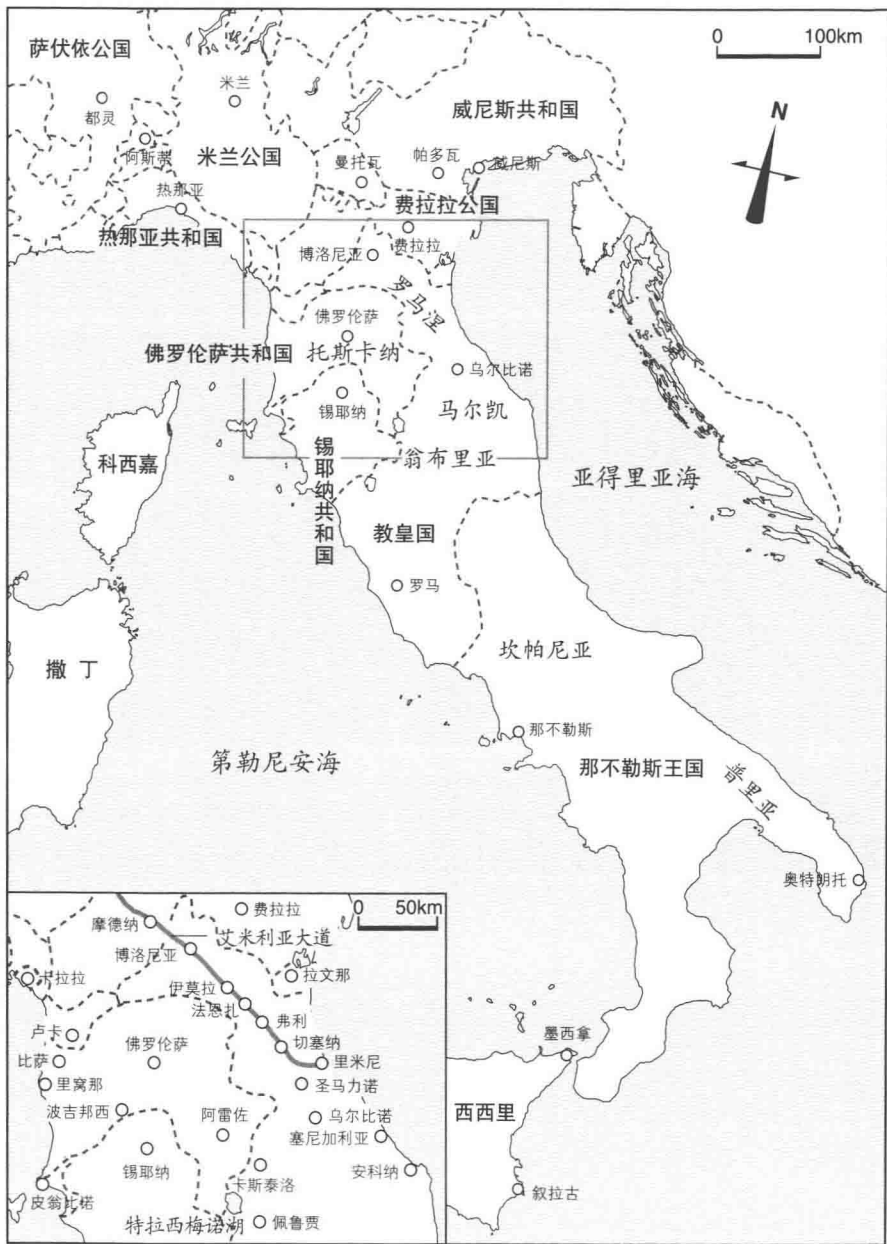 萨伏依公国
0 100km
米兰
都灵
威尼斯共和国
N
阿斯蒂
米兰公国
曼托瓦
帕多瓦
威尼斯
热那亚
费拉拉公国
热那亚共和国
费拉拉
博洛尼亚
罗马涅
佛罗伦萨
佛罗伦萨共和国
托斯卡纳
乌尔比诺
锡耶纳
马尔凯
锡耶纳共和国
翁布里亚
科西嘉
亚得里亚海
教皇国
罗马
撒丁
坎帕尼亚
那不勒斯
第勒尼安海
那不勒斯王国
普里亚
奥特朗托
墨西拿
西西里
叙拉古
0 50km
费拉拉
摩德纳
艾米利亚大道
博洛尼亚
卡拉拉
拉文那
伊莫拉
法恩扎
弗利
卢卡
切塞纳
佛罗伦萨
比萨
里米尼
里窝那
圣马力诺
波吉邦西
阿雷佐
乌尔比诺
塞尼加利亚
锡耶纳
卡斯泰洛
安科纳
皮翁比诺
特拉西梅诺湖
佩鲁贾